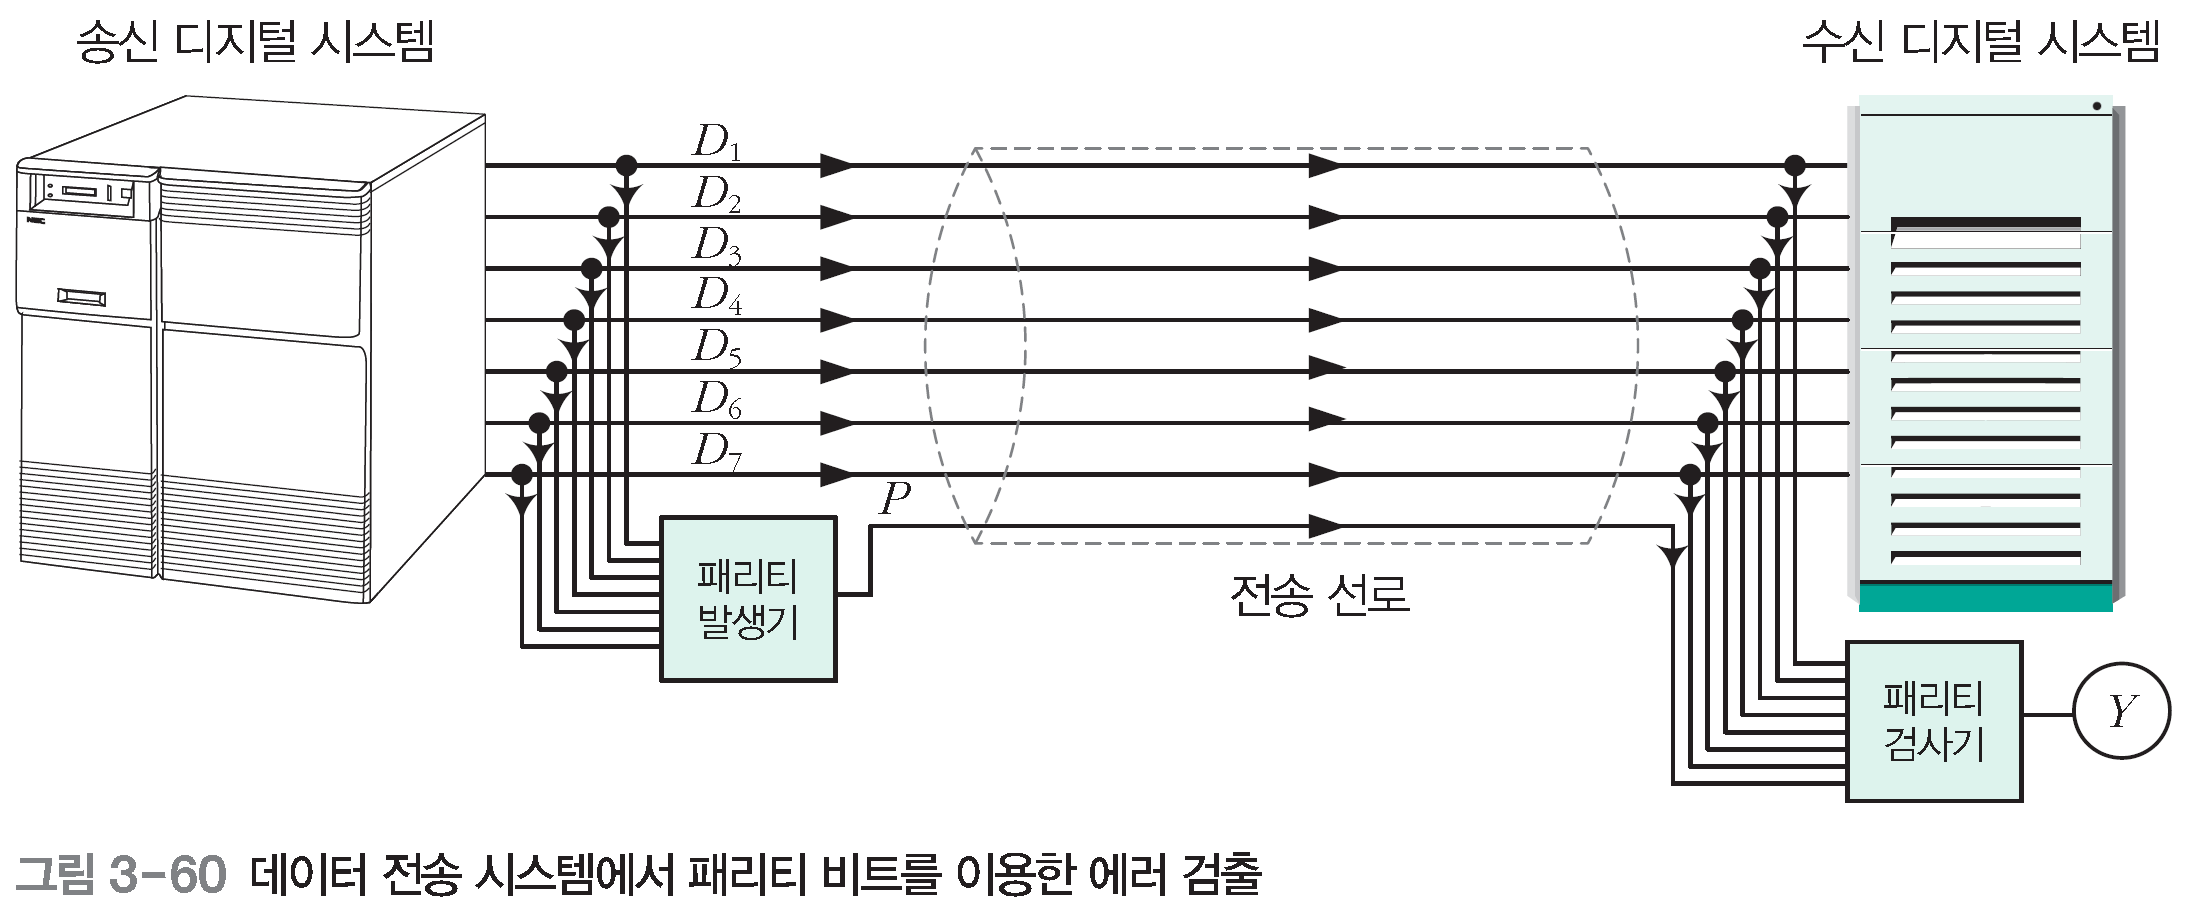 송신 디지털 시스템
수신 디지털 시스템
NEC
D1
D2
D3
D4
D5
D6
D7
P
패리티
발생기
전송 선로
패리티
검사기
Y
그림 3-60 데이터 전송 시스템에서 패리티 비트를 이용한 에러 검출